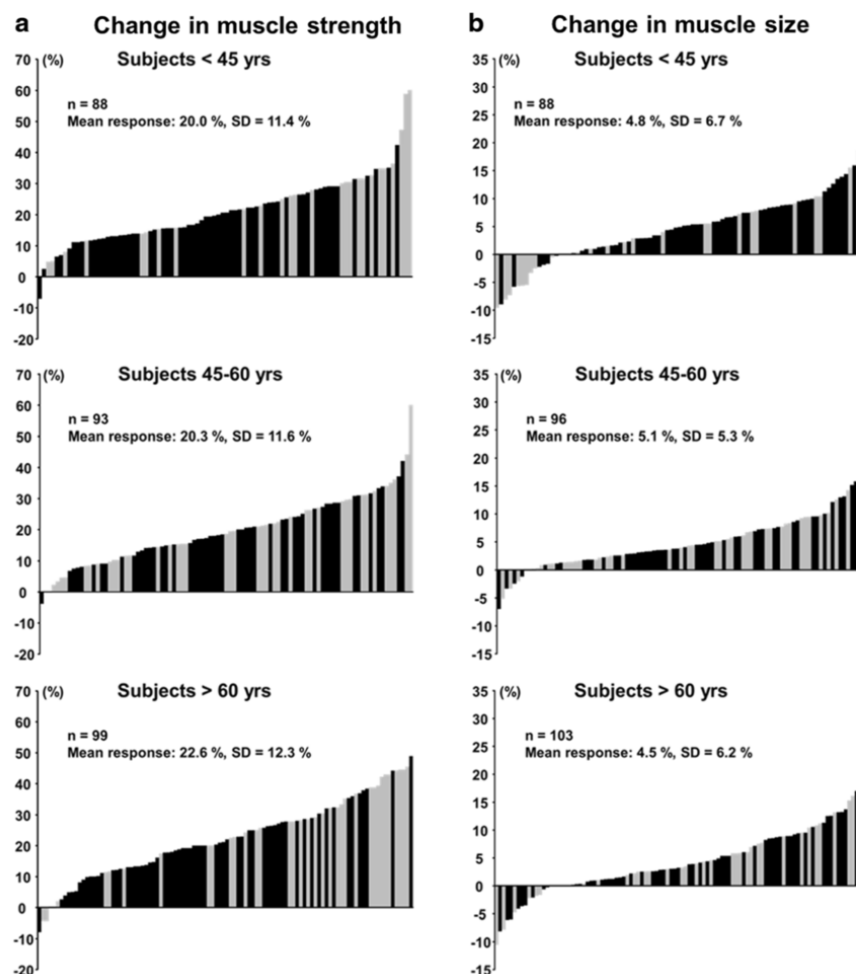 a Change in muscle strength
70 (%) Subjects < 45 yrs
60
n = 88
Mean response: 20.0 %, SD = 11.4 %
50
40
30
20
10
0
-10
-20
70 (%) Subjects 45-60 yrs
60
n = 93
Mean response: 20.3 %, SD = 11.6 %
50
40
30
20
10
0
-10
-20
70 (%) Subjects > 60 yrs
60
n = 99
Mean response: 22.6 %, SD = 12.3 %
50
40
30
20
10
0
-10
-20
b Change in muscle size
35 (%) Subjects < 45 yrs
30
n = 88
Mean response: 4.8 %, SD = 6.7 %
25
20
15
10
5
0
-5
-10
-15
35 (%) Subjects 45-60 yrs
30
n = 96
Mean response: 5.1 %, SD = 5.3 %
25
20
15
10
5
0
-5
-10
-15
35 (%) Subjects > 60 yrs
30
n = 103
Mean response: 4.5 %, SD = 6.2 %
25
20
15
10
5
0
-5
-10
-15